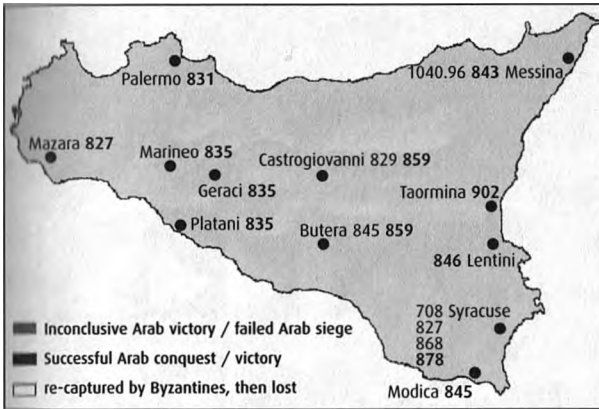 Palermo 831
1040.96 843 Messina
Mazara 827
Marineo 835
Castrogiovanni 829 859
Geraci 835
Taormina 902
Platani 835
Butera 845 859
846 Lentini
708 Syracuse
827
868
878
Modica 845
Inconclusive Arab victory / failed Arab siege
Successful Arab conquest / victory
re-captured by Byzantines, then lost